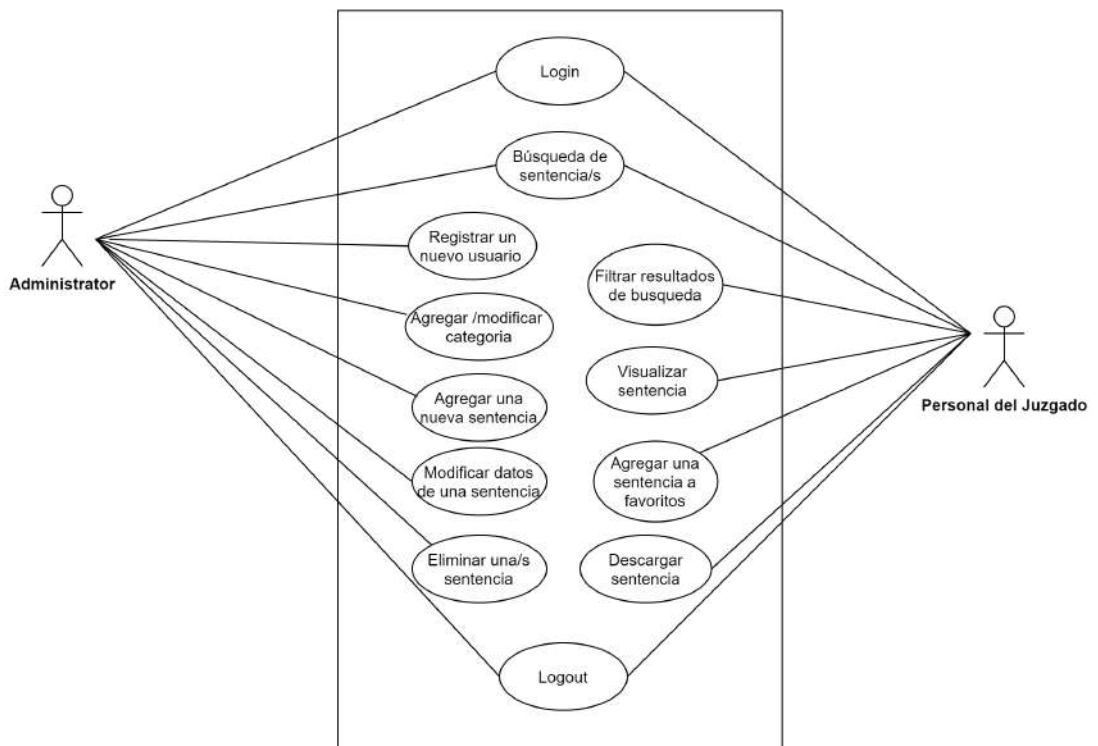 Login
Búsqueda de
sentencia/s
Registrar un
nuevo usuario
Filtrar resultados
de busqueda
Administrator
Agregar /modificar
categoria
Visualizar
sentencia
Personal del Juzgado
Agregar una
nueva sentencia
Modificar datos
de una sentencia
Agregar una
sentencia a
favoritos
Eliminar una/s
sentencia
Descargar
sentencia
Logout